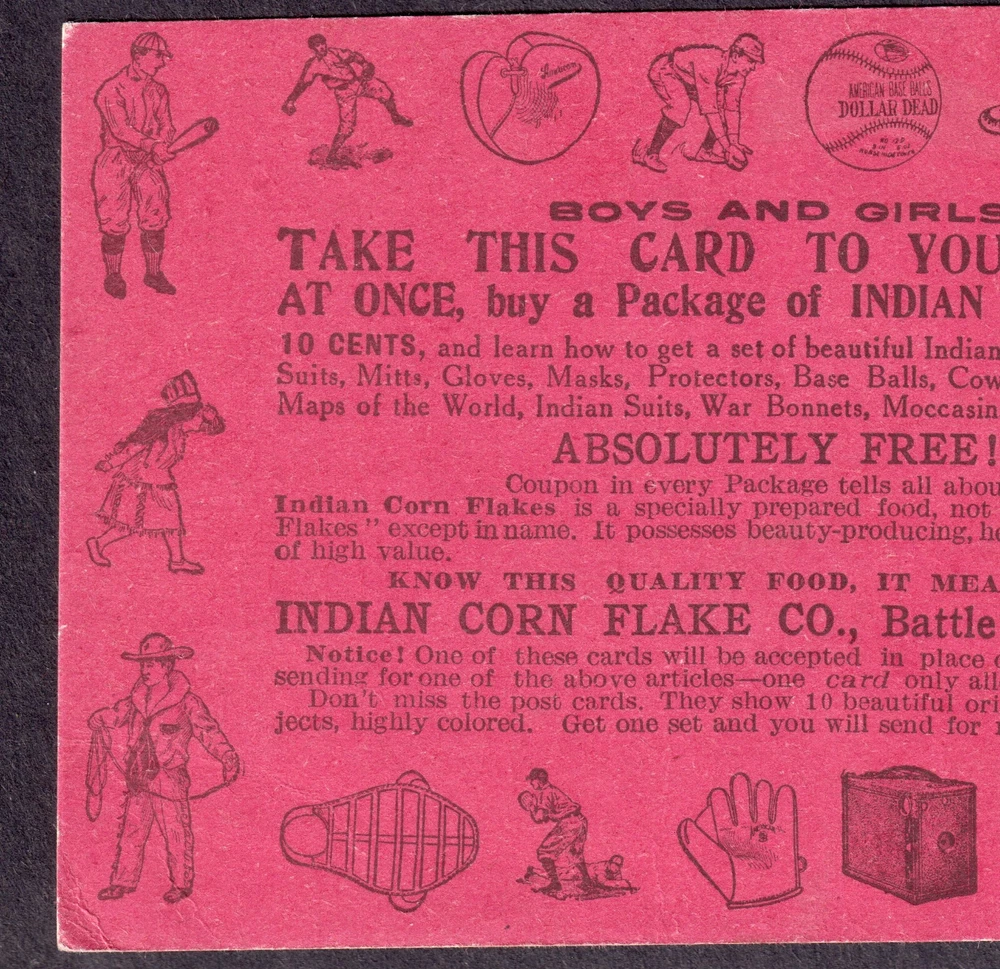 American
AMERICAN BASE BALLS
DOLLAR DEAD
BOYS AND GIRLS
TAKE THIS CARD TO YOU
AT ONCE, buy a Package of INDIAN
10 CENTS, and learn how to get a set of beautiful Indian
Suits, Mitts, Gloves, Masks, Protectors, Base Balls, Cow
Maps of the World, Indian Suits, War Bonnets, Moccasin
ABSOLUTELY FREE!
Coupon in every Package tells all abou
Indian Corn Flakes is a specially prepared food, not
Flakes" except in name. It possesses beauty-producing, he
of high value.
KNOW THIS QUALITY FOOD, IT MEA
INDIAN CORN FLAKE CO., Battle
Notice! One of these cards will be accepted in place
sending for one of the above articles—one card only all
Don't miss the post cards. They show 10 beautiful ori
jects, highly colored. Get one set and you will send for